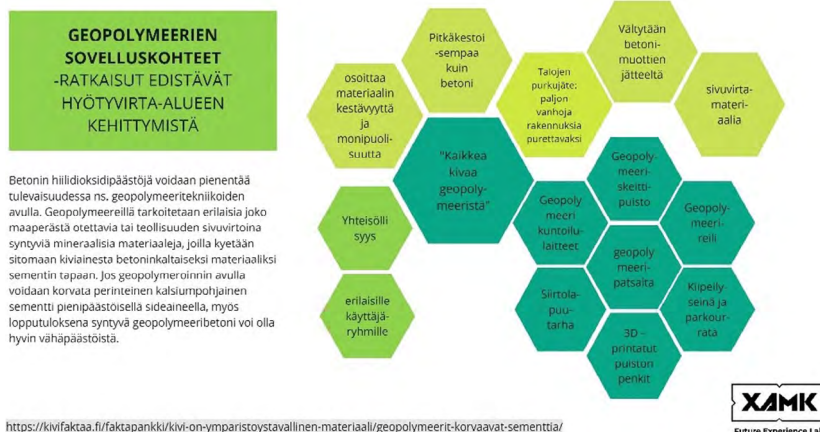 GEOPOLYMEERIEN
SOVELLUSKOHTEET
-RATKAISUT EDISTÄVÄT
HYÖTYVIRTA-ALUEEN
KEHITTYMISTÄ
Betonin hiilidioksidipäästöjä voidaan pienentää
tulevaisuudessa ns. geopolymeeritekniikoiden
avulla. Geopolymeereillä tarkoitetaan erilaisia joko
maaperästä otettavia tai teollisuuden sivuvirtoina
syntyviä mineraalisia materiaaleja, joilla kyetään
sitomaan kiviainesta betoninkaltaiseksi materiaaliksi
sementin tapaan. Jos geopolymeroinnin avulla
voidaan korvata perinteinen kalsiumpohjainen
sementti pienipäästöisellä sideaineella, myös
lopputuloksena syntyvä geopolymeeribetoni voi olla
hyvin vähäpäästöistä.
osoittaa
materiaalin
kestävyyttä
ja
monipuoli-
suutta
Pitkäkestoi
-sempaa
kuin
betoni
Talojen
purkujäte:
paljon
vanhoja
rakennuksia
purettavaksi
Vältytään
betoni-
muottien
jätteeltä
sivuvirta-
materi-
aalia
"Kaikkea
kivaa
geopoly-
meeristä"
Yhteisölli
syys
erilaisille
käyttäjä-
ryhmille
Geopoly
meeri
kuntoilu-
laitteet
Geopoly-
meeri-
skeitti-
puisto
Geopoly-
meeri-
reili
Siirtola-
puu-
tarha
geopoly
meeri-
patsaita
Kiipeily-
seinä ja
parkour-
rata
3D –
printatut
puiston
penkit
https://kivifaktaa.fi/faktapankki/kivi-on-ymparistoystavallinen-materiaali/geopolymeerit-korvaavat-sementtia/
XAMK
Future Experience Lab